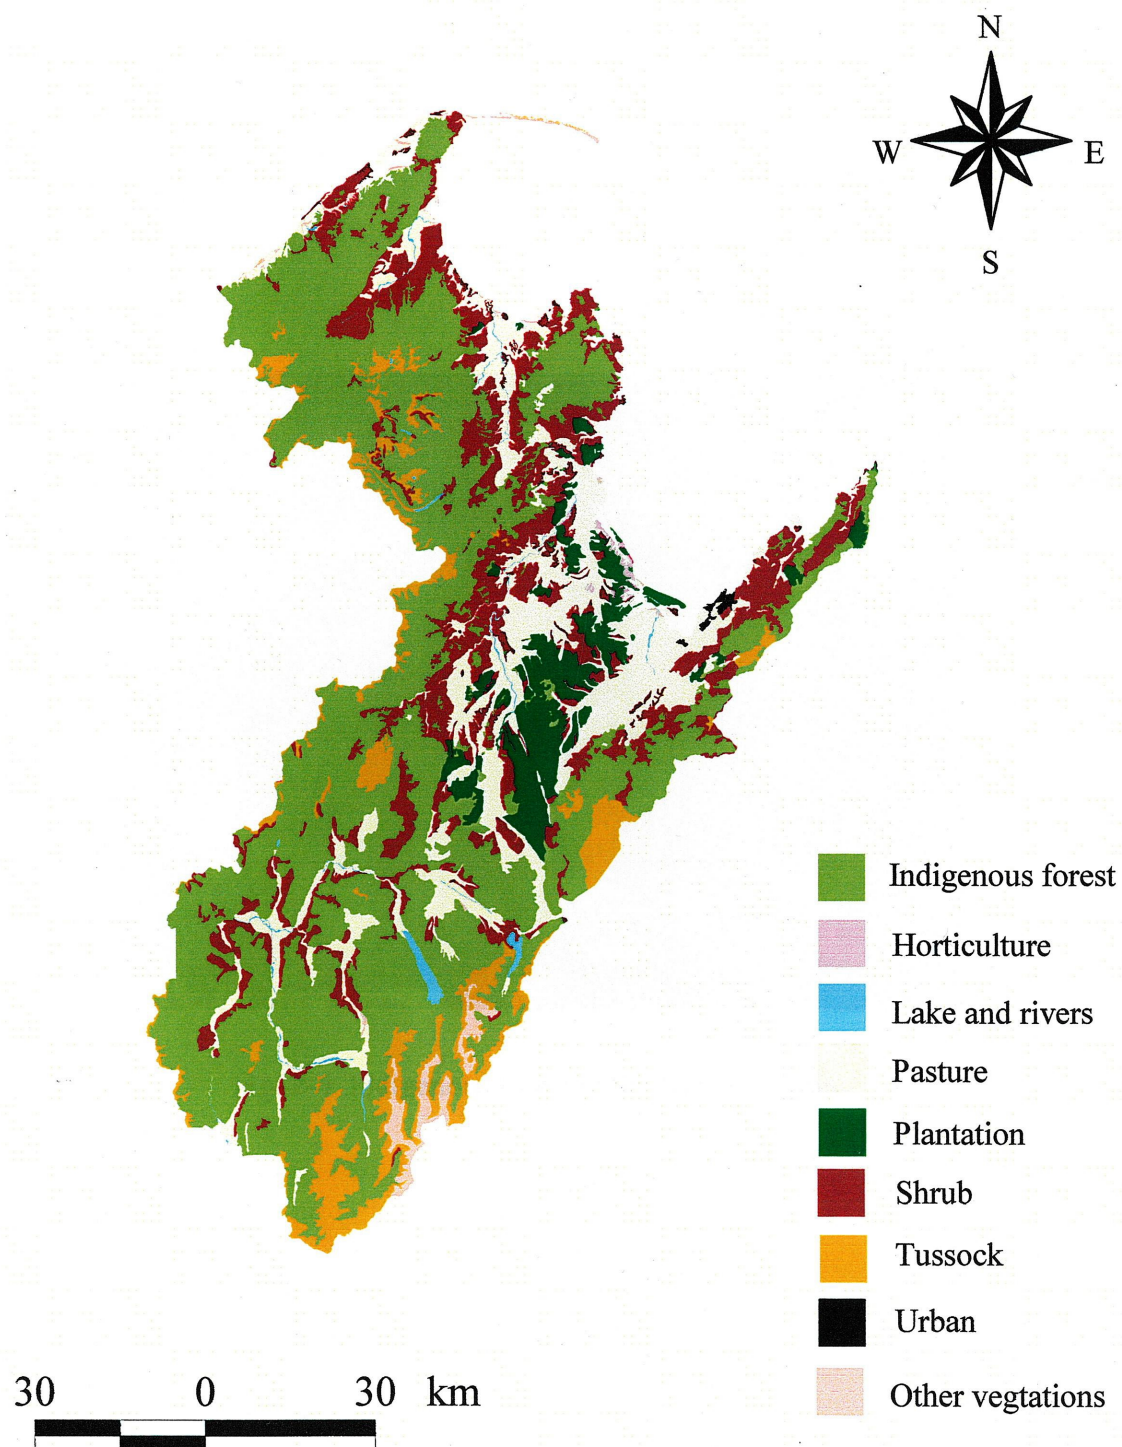 N
W E
S
Indigenous forest
Horticulture
Lake and rivers
Pasture
Plantation
Shrub
Tussock
Urban
Other vegtations
30 0 30 km